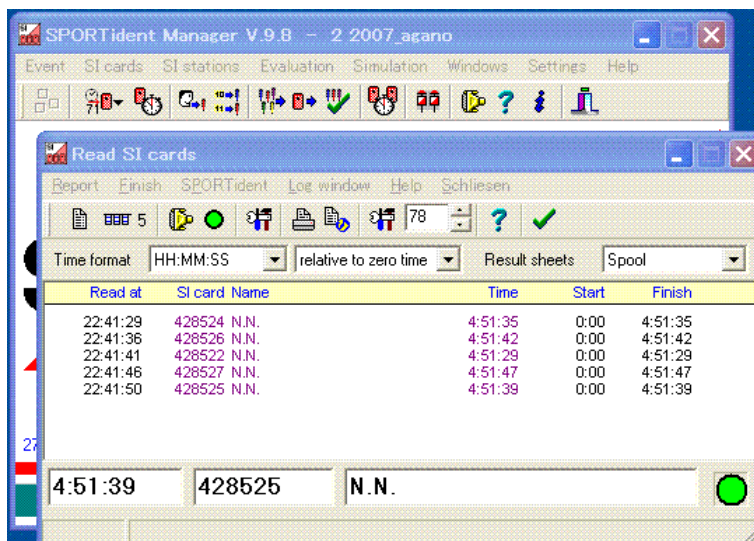 SPORTident Manager V.9.8 - 2 2007_agano
Event SI cards SI stations Evaluation Simulation Windows Settings Help
Read SI cards
Report Finish SPORTident Log window Help Schliesen
5 78
Time format HH:MM:SS relative to zero time Result sheets Spool
Read at SI card Name Time Start Finish
22:41:29 428524 N.N. 4:51:35 0:00 4:51:35
22:41:36 428526 N.N. 4:51:42 0:00 4:51:42
22:41:41 428522 N.N. 4:51:29 0:00 4:51:29
22:41:46 428527 N.N. 4:51:47 0:00 4:51:47
22:41:50 428525 N.N. 4:51:39 0:00 4:51:39
27
4:51:39 428525 N.N.